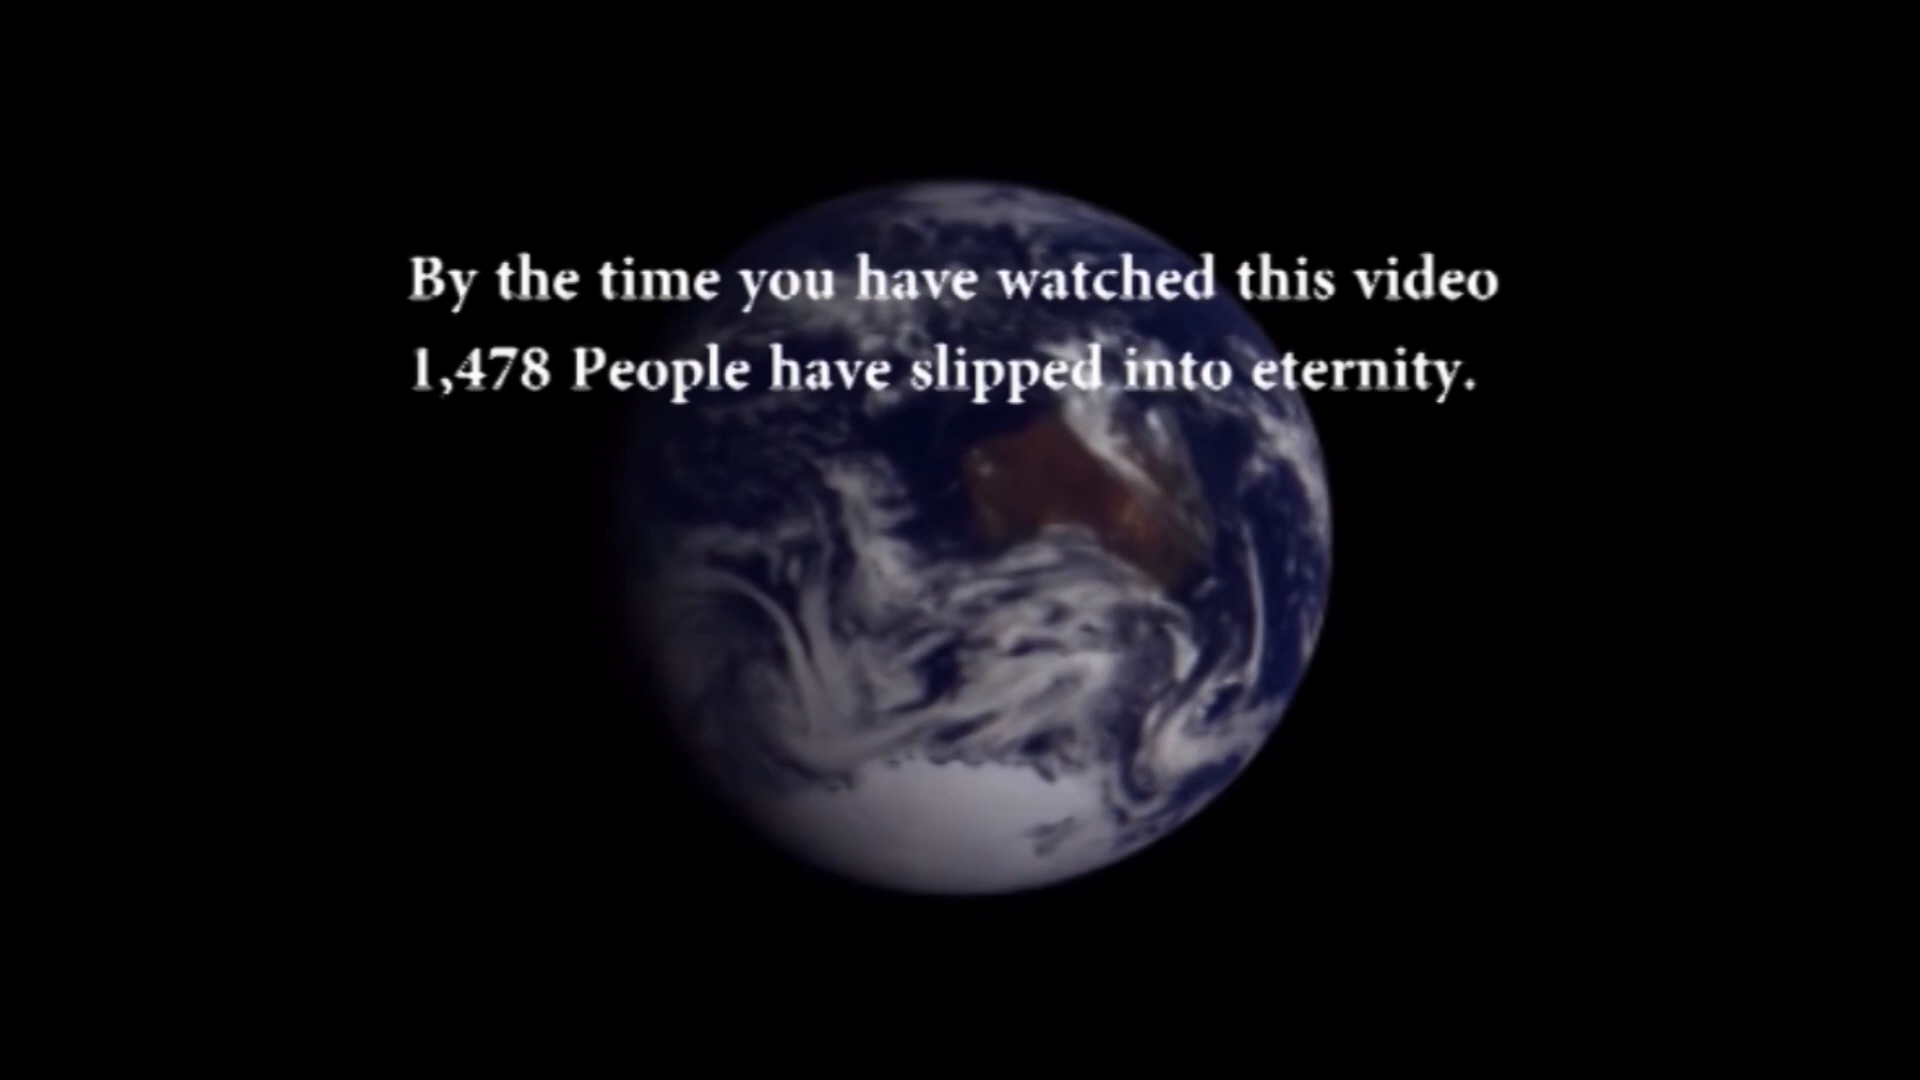 By the time you have watched this video
1,478 People have slipped into eternity.